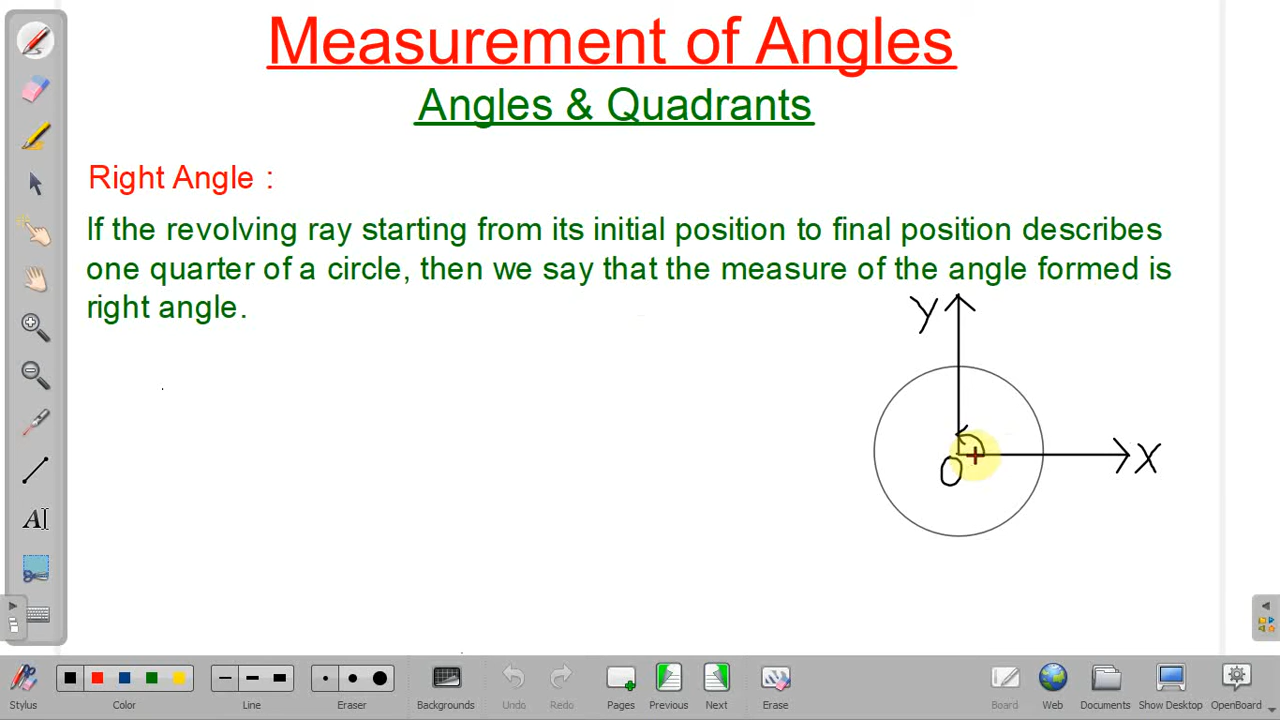 Measurement of Angles
Angles & Quadrants
Right Angle :
If the revolving ray starting from its initial position to final position describes
one quarter of a circle, then we say that the measure of the angle formed is
right angle.
Y
X
O
A
Stylus
Color
Line
Eraser
Backgrounds
Undo
Redo
Pages
Previous
Next
Erase
Board
Web
Documents
Show Desktop
OpenBoard